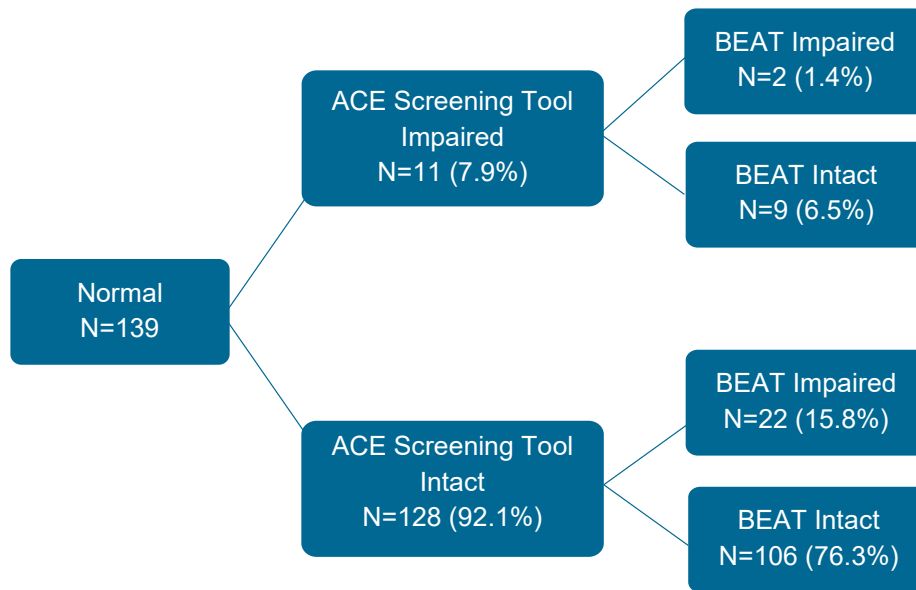 Normal
N=139
ACE Screening Tool
Impaired
N=11 (7.9%)
BEAT Impaired
N=2 (1.4%)
BEAT Intact
N=9 (6.5%)
ACE Screening Tool
Intact
N=128 (92.1%)
BEAT Impaired
N=22 (15.8%)
BEAT Intact
N=106 (76.3%)